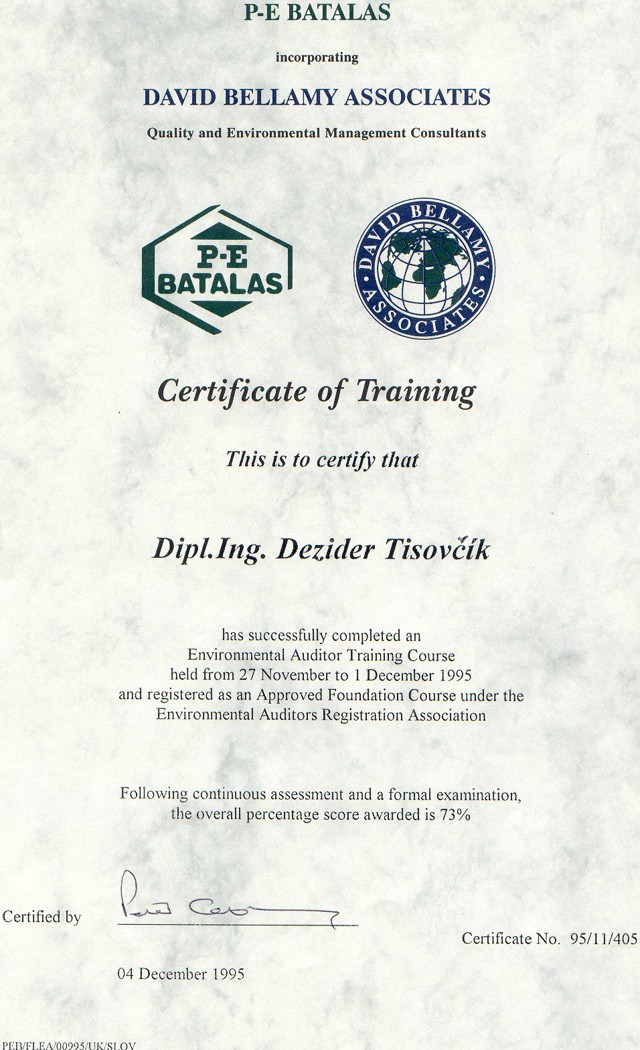 P-E BATALAS
incorporating
DAVID BELLAMY ASSOCIATES
Quality and Environmental Management Consultants
P-E
BATALAS
DAVID BELLAMY
ASSOCIATES
Certificate of Training
This is to certify that
Dipl.Ing. Dezider Tisovčík
has successfully completed an
Environmental Auditor Training Course
held from 27 November to 1 December 1995
and registered as an Approved Foundation Course under the
Environmental Auditors Registration Association
Following continuous assessment and a formal examination,
the overall percentage score awarded is 73%
Certified by
Certificate No. 95/11/405
04 December 1995
PEB/FLEA/00995/UK/SLOV